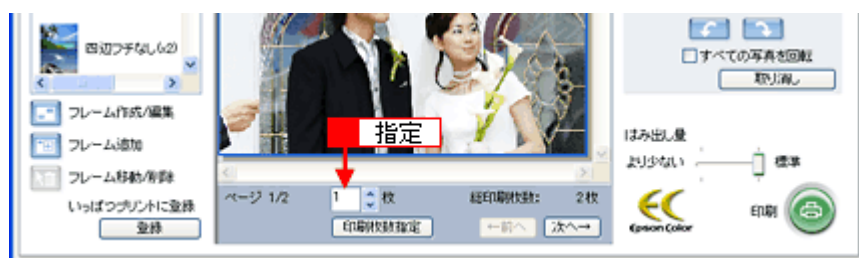 四辺フチなし(x2)
フレーム作成/編集
フレーム追加
フレーム移動/削除
いっぱつプリントに登録
登録
指定
ページ 1/2
1
枚
総印刷枚数:
2枚
印刷枚数指定
←前へ
次へ→
すべての写真を回転
取り消し
はみ出し量
より少ない
標準
Epson Color
印刷